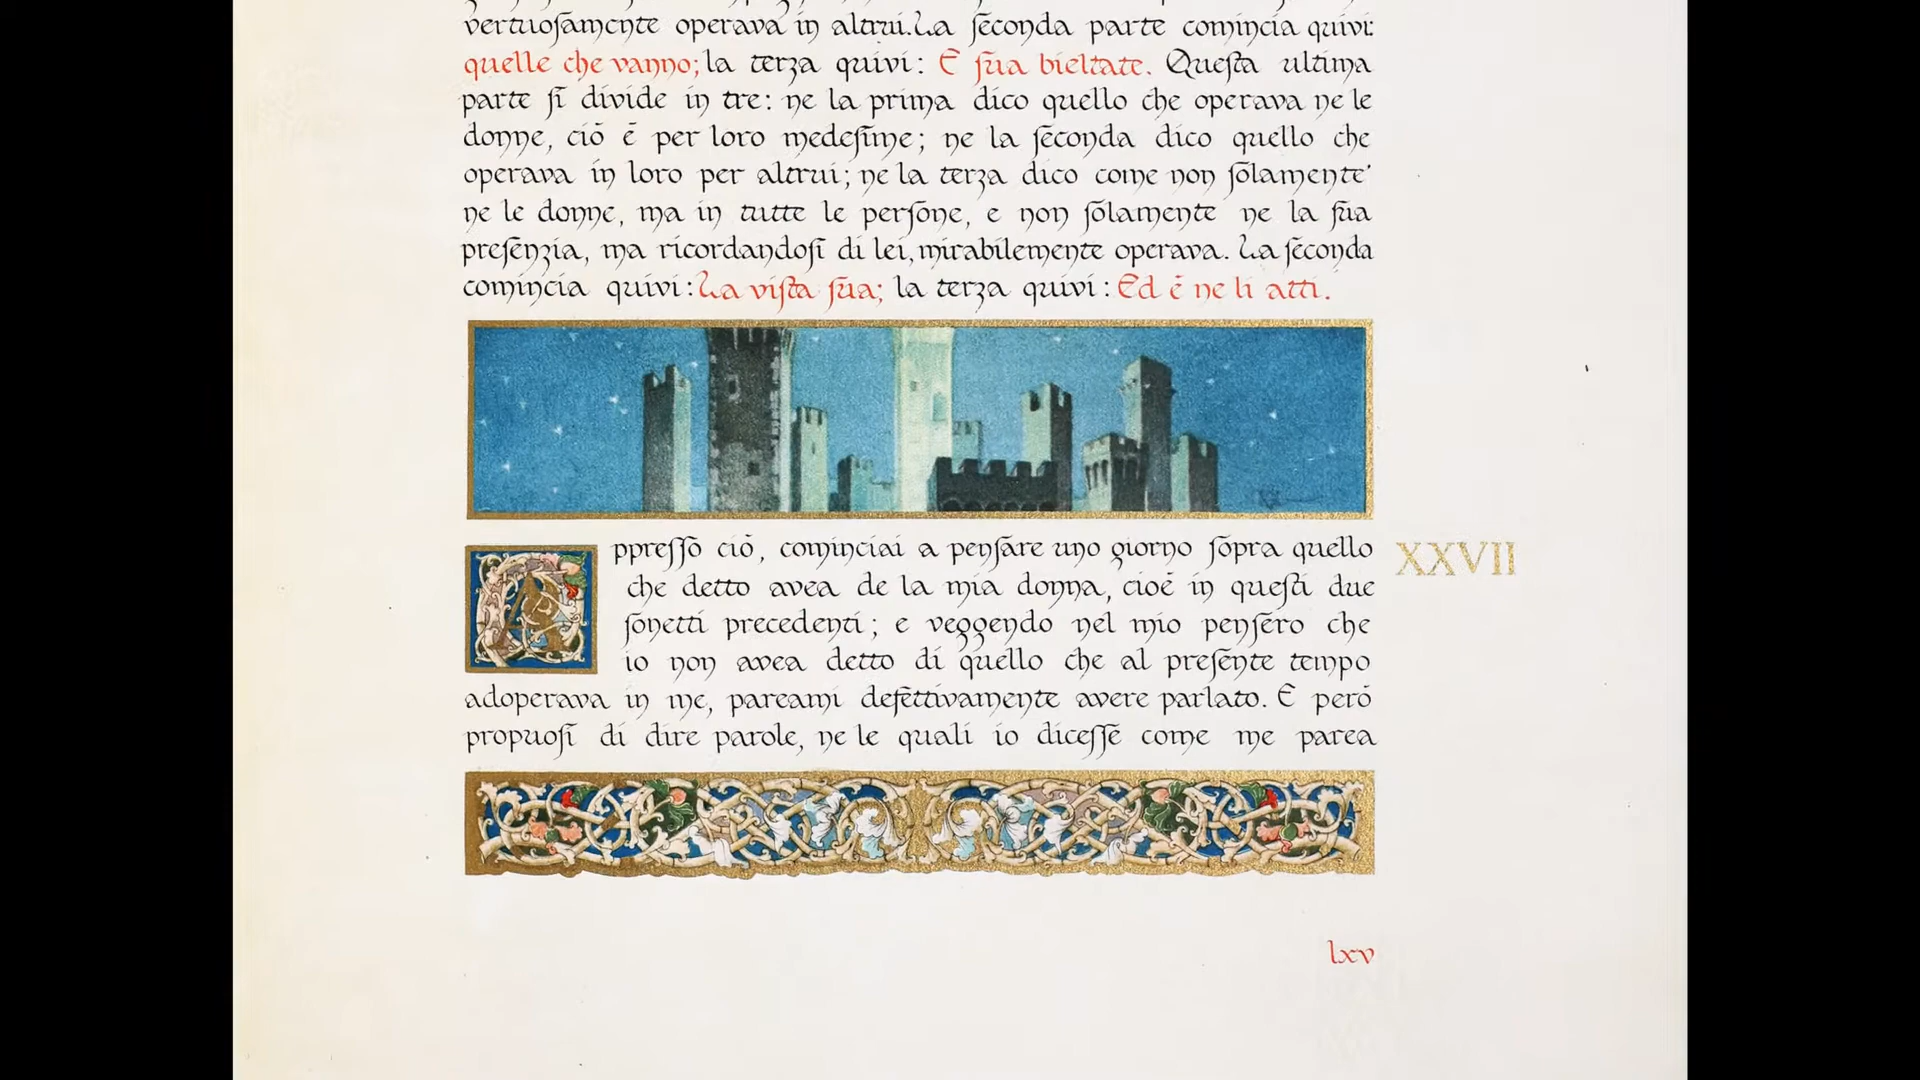 vertuosamente operava in altrui. La seconda parte comincia quivi:
quelle che vanno; la terza quivi: E sua bieltate. Questa ultima
parte si divide in tre: ne la prima dico quello che operava ne le
donne, ciò è per loro medesime; ne la seconda dico quello che
operava in loro per altrui; ne la terza dico come non solamente
ne le donne, ma in tutte le persone, e non solamente ne la sua
presenzia, ma ricordandosi di lei, mirabilemente operava. La seconda
comincia quivi: La vista sua; la terza quivi: Ed è ne li atti.
Appresso ciò, cominciai a pensare uno giorno sopra quello
XXVII
che detto avea de la mia donna, cioè in questi due
sonetti precedenti; e veggendo nel mio pensero che
io non avea detto di quello che al presente tempo
adoperava in me, pareami defettivamente avere parlato. E però
propuosi di dire parole, ne le quali io dicesse come me parea
lxv